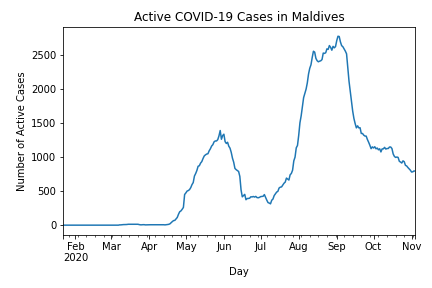 Active COVID-19 Cases in Maldives
Number of Active Cases
2500
2000
1500
1000
500
0
Feb Mar Apr May Jun Jul Aug Sep Oct Nov
2020
Day